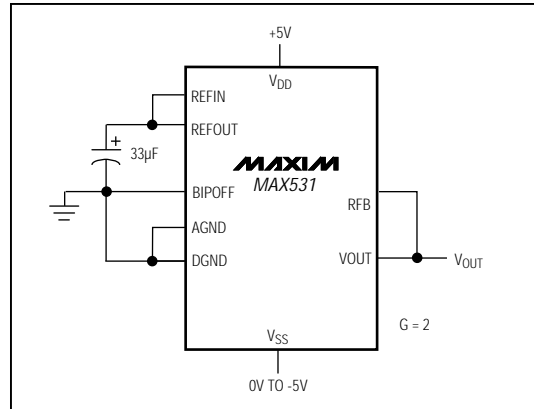 +5V
VDD
REFIN
REFOUT
+
33µF
MAXIM
MAX531
BIPOFF
RFB
AGND
DGND
VOUT
VOUT
VSS
G = 2
0V TO -5V